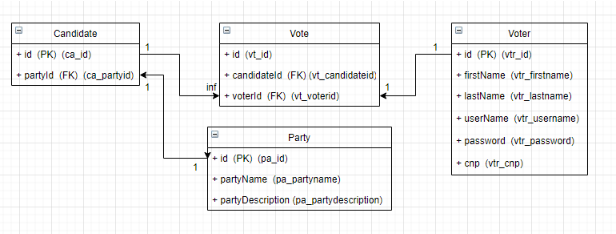 Candidate
+ id (PK) (ca_id)
+ partyId (FK) (ca_partyid)
1
1
Vote
+ id (vt_id)
+ candidateId (FK) (vt_candateid)
+ voterId (FK) (vt_voterid)
inf
1
Voter
1
+ id (PK) (vtr_id)
+ firstName (vtr_firstname)
+ lastName (vtr_lastname)
+ userName (vtr_username)
+ password (vtr_password)
+ cnp (vtr_cnp)
Party
1
+ id (PK) (pa_id)
+ partyName (pa_partyname)
+ partyDescription (pa_partydescription)